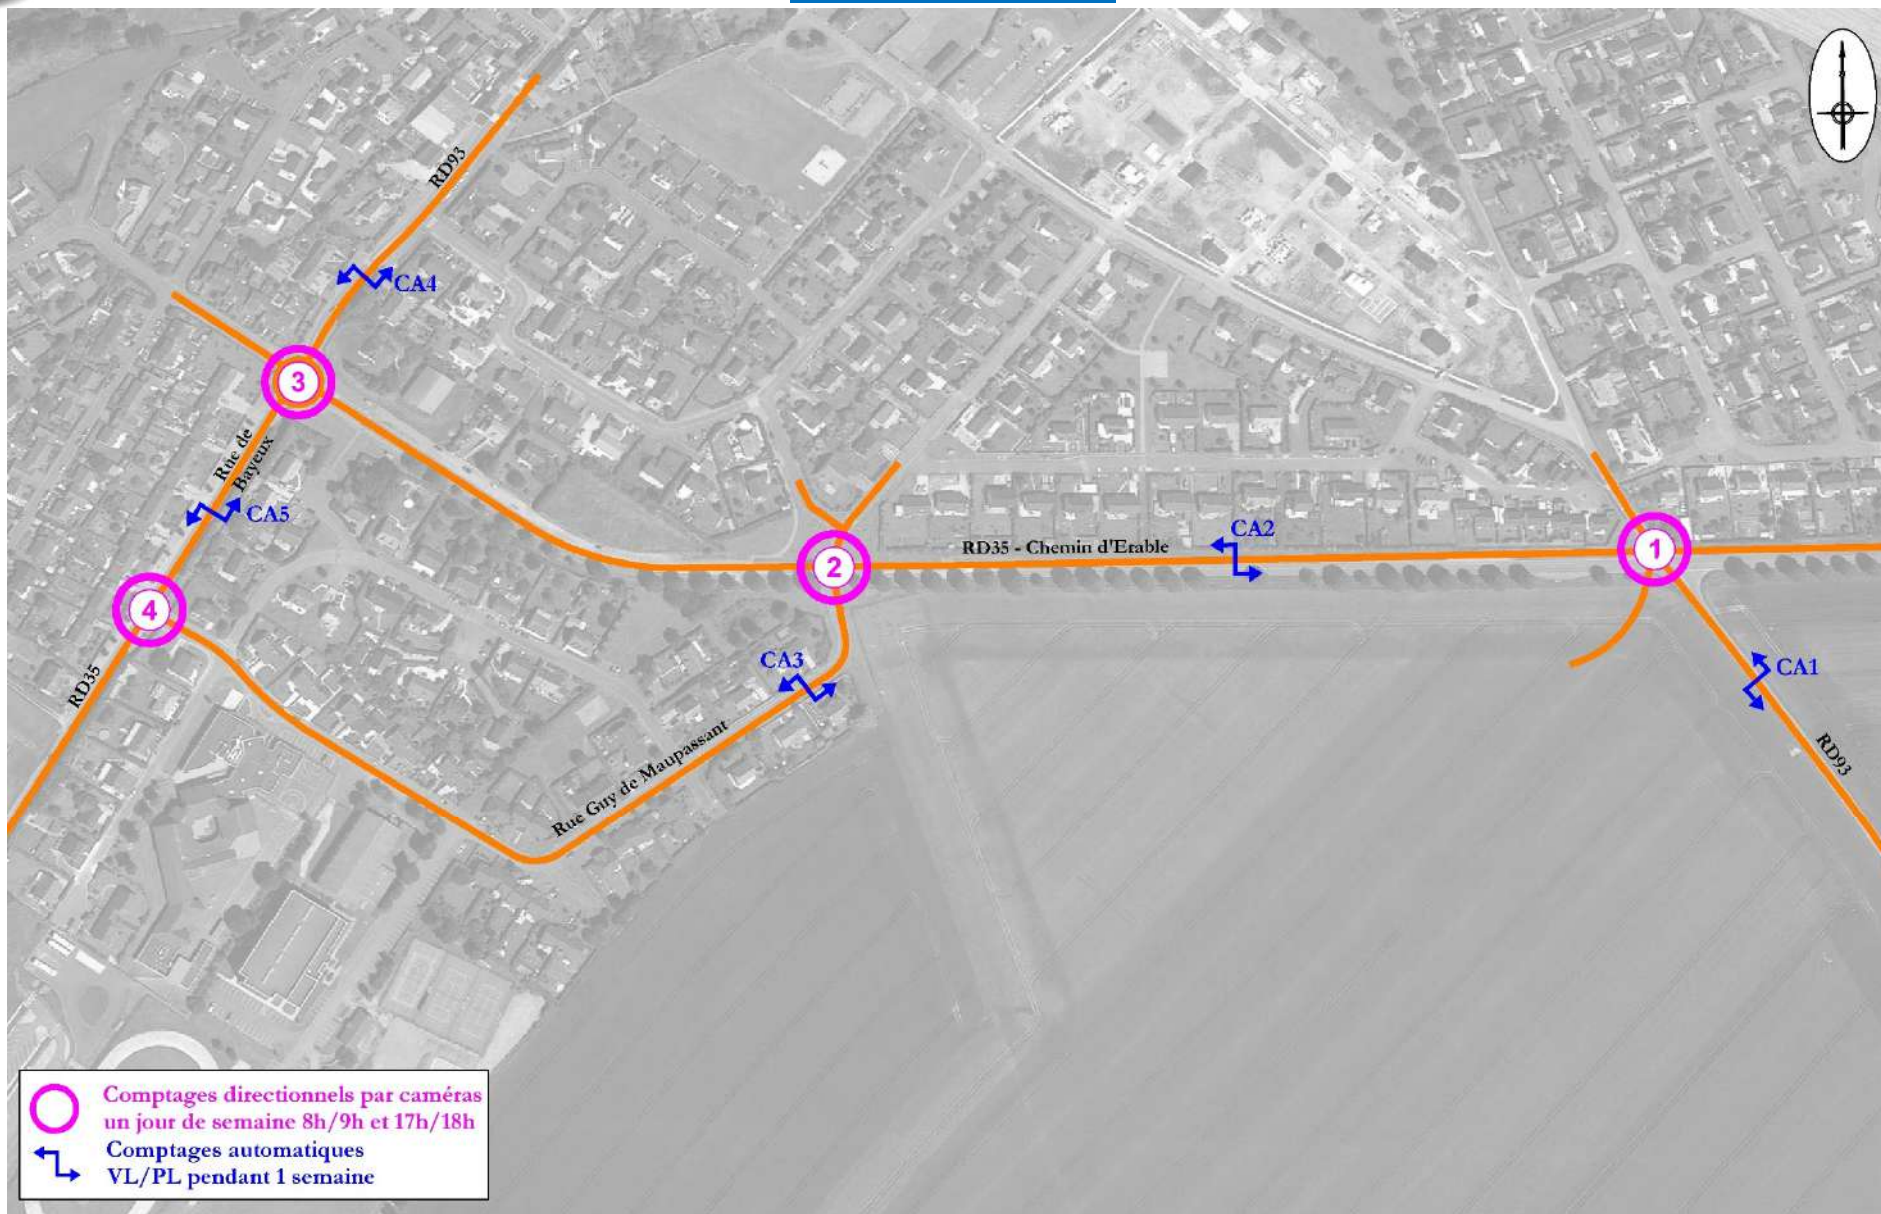 RD93
CA4
3
Rue de
Bayeux
CA5
4
RD35
2
RD35 - Chemin d'Erable
CA2
1
CA3
CA1
Rue Guy de Maupassant
RD93
Comptages directionnels par caméras
un jour de semaine 8h/9h et 17h/18h
Comptages automatiques
VL/PL pendant 1 semaine